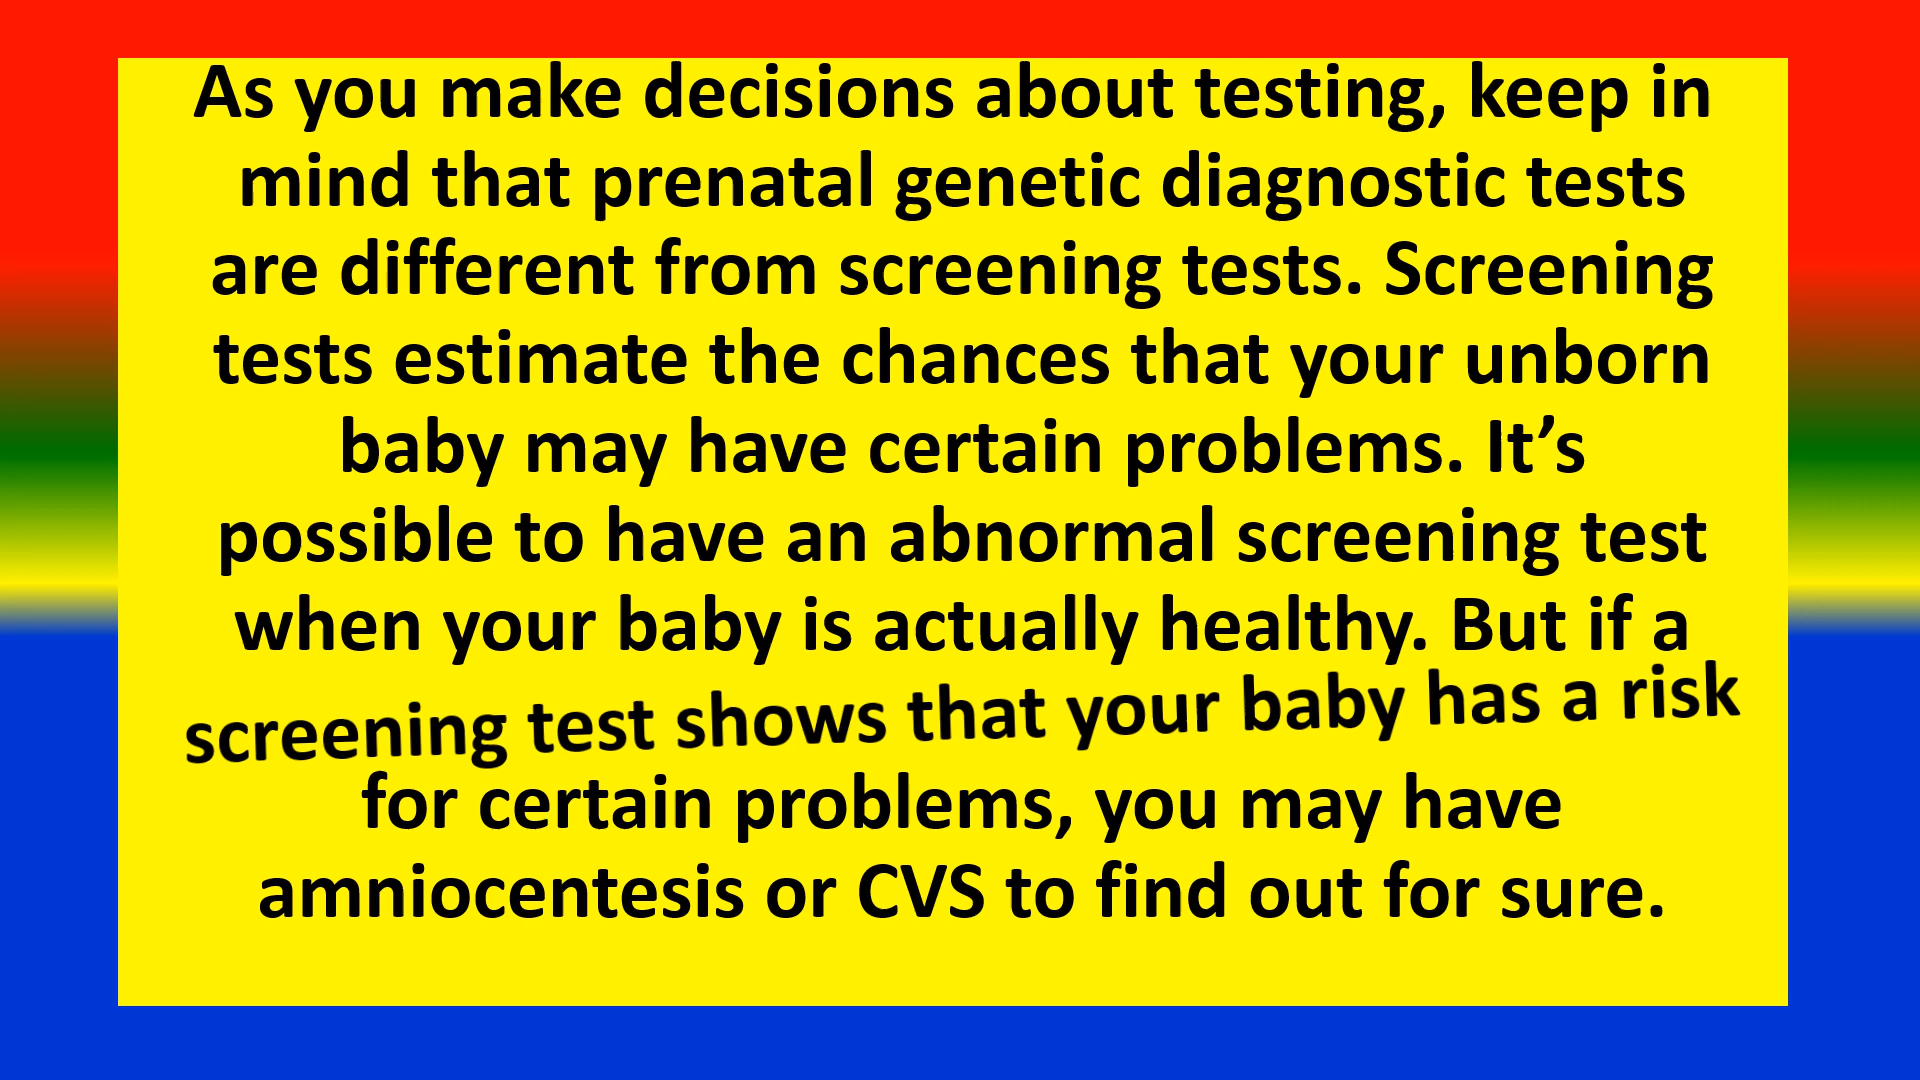 As you make decisions about testing, keep in
mind that prenatal genetic diagnostic tests
are different from screening tests. Screening
tests estimate the chances that your unborn
baby may have certain problems. It’s
possible to have an abnormal screening test
when your baby is actually healthy. But if a
screening test shows that your baby has a risk
for certain problems, you may have
amniocentesis or CVS to find out for sure.